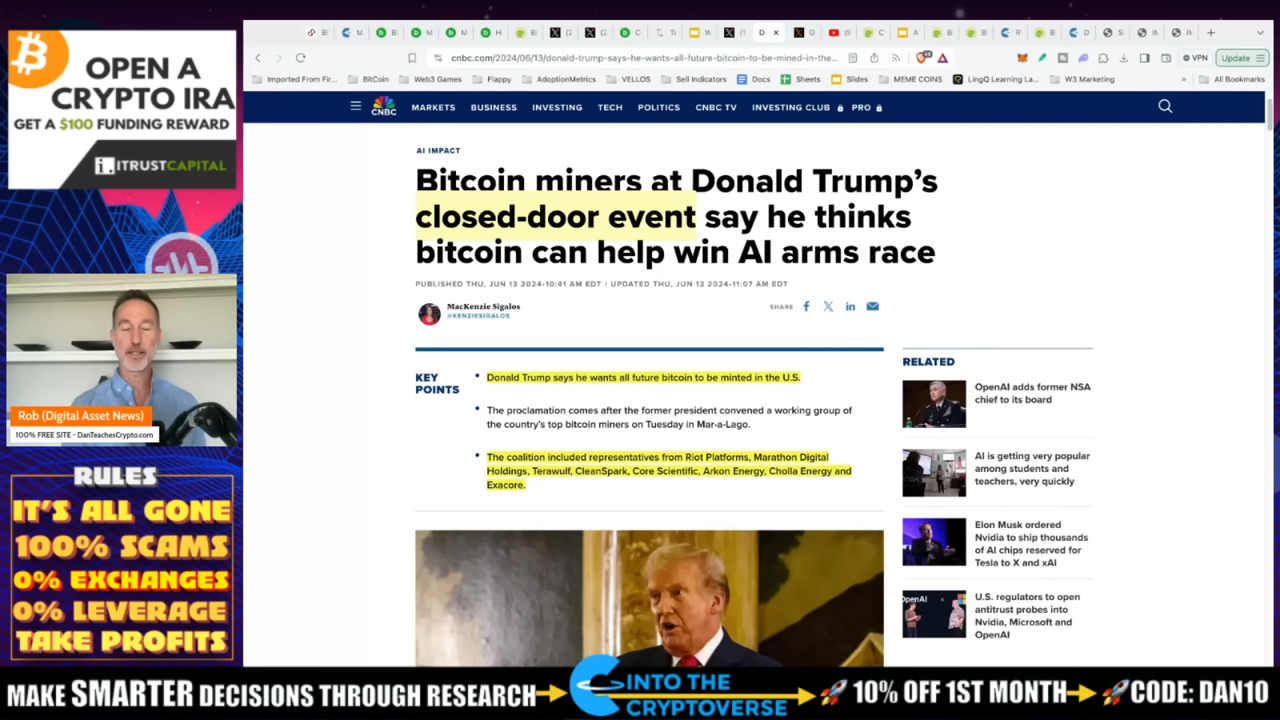 OPEN A
CRYPTO IRA
GET A $100 FUNDING REWARD
i. iTRUSTCAPITAL
Rob (Digital Asset News)
100% FREE SITE - DanTeachesCrypto.com
RULES
IT'S ALL GONE
100% SCAMS
0% EXCHANGES
0% LEVERAGE
TAKE PROFITS
cnbc.com/2024/06/13/donald-trump-says-he-wants-all-future-bitcoin-to-be-mined-in-the...
VPN
Update
Imported From Fir... BitCoin Web3 Games Flappy AdoptionMetrics VELLOS Sell Indicators Docs Sheets Slides MEME COINS LinqQ Learning La... W3 Marketing » All Bookmarks
CNBC MARKETS BUSINESS INVESTING TECH POLITICS CNBC TV INVESTING CLUB PRO
AI IMPACT
Bitcoin miners at Donald Trump's
closed-door event say he thinks
bitcoin can help win AI arms race
PUBLISHED THU, JUN 13 2024•10:41 AM EDT | UPDATED THU, JUN 13 2024•11:07 AM EDT
MacKenzie Sigalos
@KENZIESIGALOS
SHARE
KEY
POINTS
• Donald Trump says he wants all future bitcoin to be minted in the U.S.
• The proclamation comes after the former president convened a working group of
the country's top bitcoin miners on Tuesday in Mar-a-Lago.
• The coalition included representatives from Riot Platforms, Marathon Digital
Holdings, Terawulf, CleanSpark, Core Scientific, Arkon Energy, Cholla Energy and
Exacore.
RELATED
OpenAI adds former NSA
chief to its board
AI is getting very popular
among students and
teachers, very quickly
Elon Musk ordered
Nvidia to ship thousands
of AI chips reserved for
Tesla to X and xAI
OpenAI
U.S. regulators to open
antitrust probes into
Nvidia, Microsoft and
OpenAI
MAKE SMARTER DECISIONS THROUGH RESEARCH
INTO THE
CRYPTOVERSE
10% OFF 1ST MONTH
CODE: DAN10